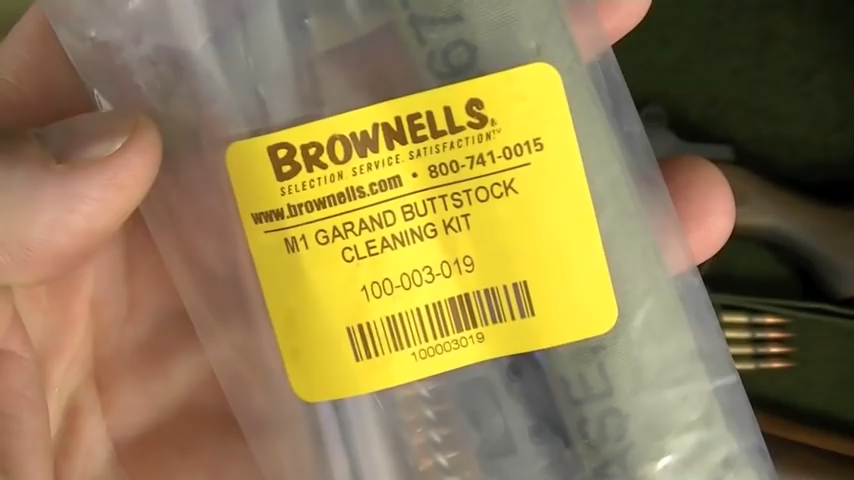 BROWNELLS®
SELECTION. SERVICE. SATISFACTION.™
www.brownells.com • 800-741-0015
M1 GARAND BUTTSTOCK
CLEANING KIT
100-003-019
100003019